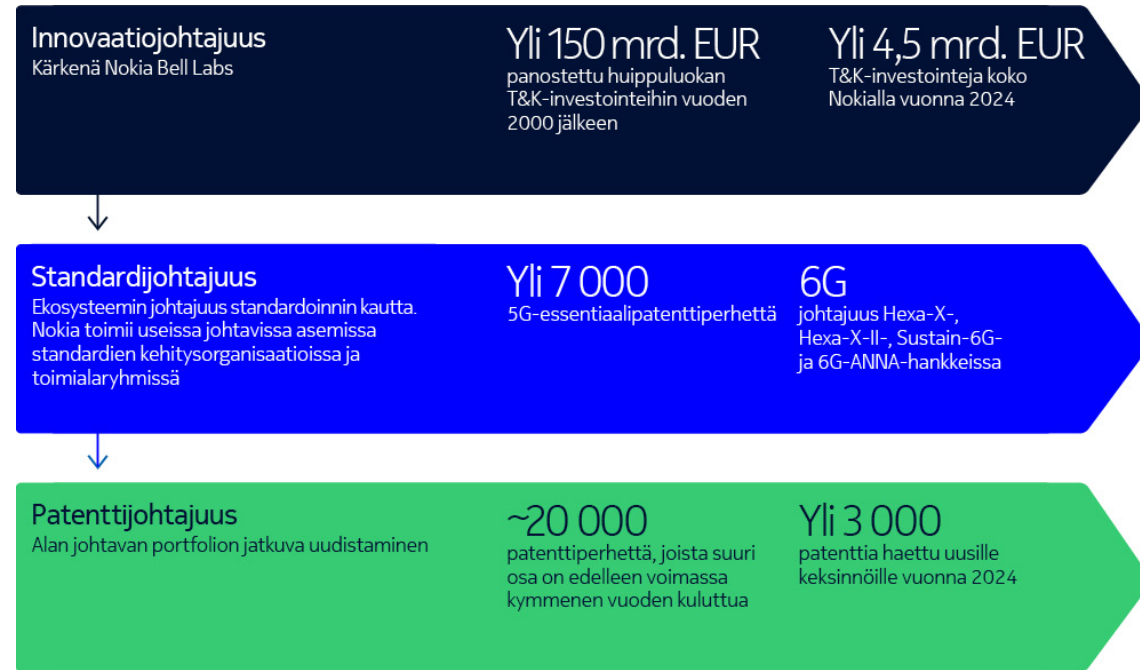 Innovaatiojohtajuus
Kärkenä Nokia Bell Labs
Yli 150 mrd. EUR
panostettu huippuluokan
T&K-investointeihin vuoden
2000 jälkeen
Yli 4,5 mrd. EUR
T&K-investointeja koko
Nokialla vuonna 2024
Standardijohtajuus
Ekosysteemin johtajuus standardoinnin kautta.
Nokia toimii useissa johtavissa asemissa
standardien kehitysorganisaatioissa ja
toimialaryhmissä
Yli 7 000
5G-essentiaalipatenttiperhettä
6G
johtajuus Hexa-X-,
Hexa-X-II-, Sustain-6G-
ja 6G-ANNA-hankkeissa
Patenttijohtajuus
Alan johtavan portfolion jatkuva uudistaminen
~20 000
patenttiperhettä, joista suuri
osa on edelleen voimassa
kymmenen vuoden kuluttua
Yli 3 000
patenttia haettu uusille
keksinnöille vuonna 2024